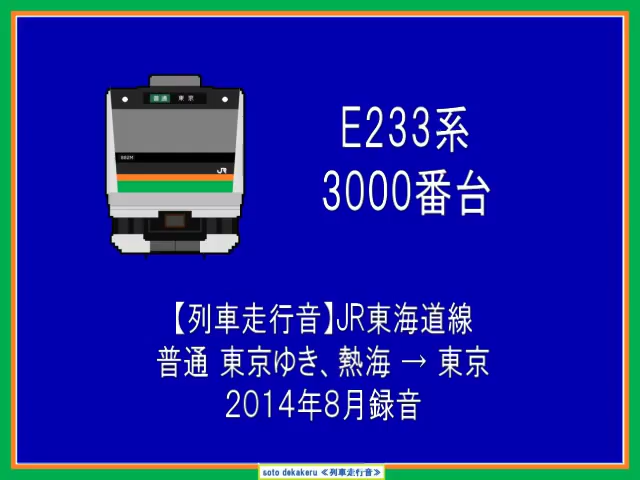 普通 東京
882M
JR
E233系
3000番台
【列車走行音】JR東海道線
普通 東京ゆき、熱海 → 東京
2014年8月録音
soto dekakeru ≪列車走行音≫